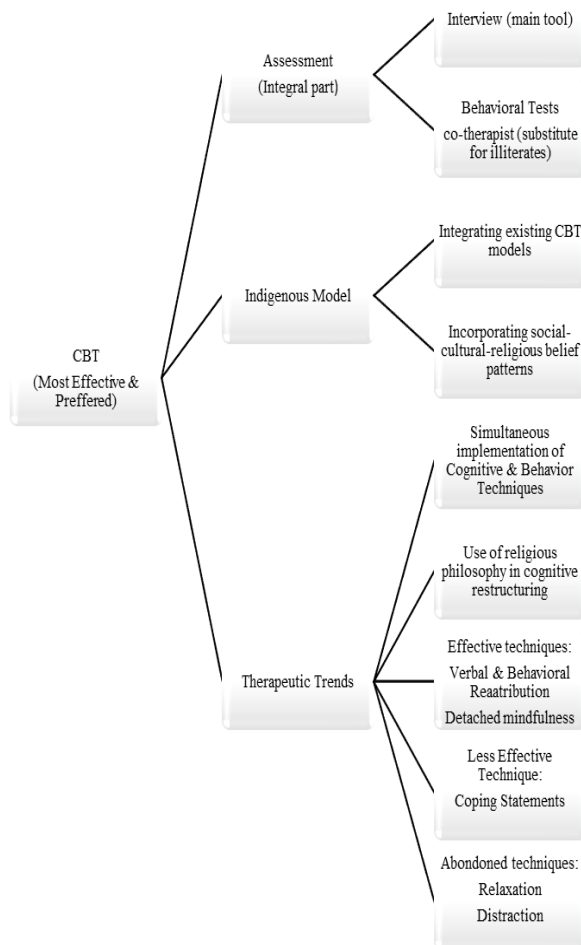 Interview (main tool)
Assessment
(Integral part)
Behavioral Tests
co-therapist (substitute
for illiterates)
Integrating existing CBT
models
Indigenous Model
Incorporating social-
cultural-religious belief
patterns
CBT
(Most Effective &
Preffered)
Simultaneous
implementation of
Cognitive & Behavior
Techniques
Use of religious
philosophy in cognitive
restructuring
Therapeutic Trends
Effective techniques:
Verbal & Behavioral
Reaatribution
Detached mindfulness
Less Effective
Technique:
Coping Statements
Abondoned techniques:
Relaxation
Distraction